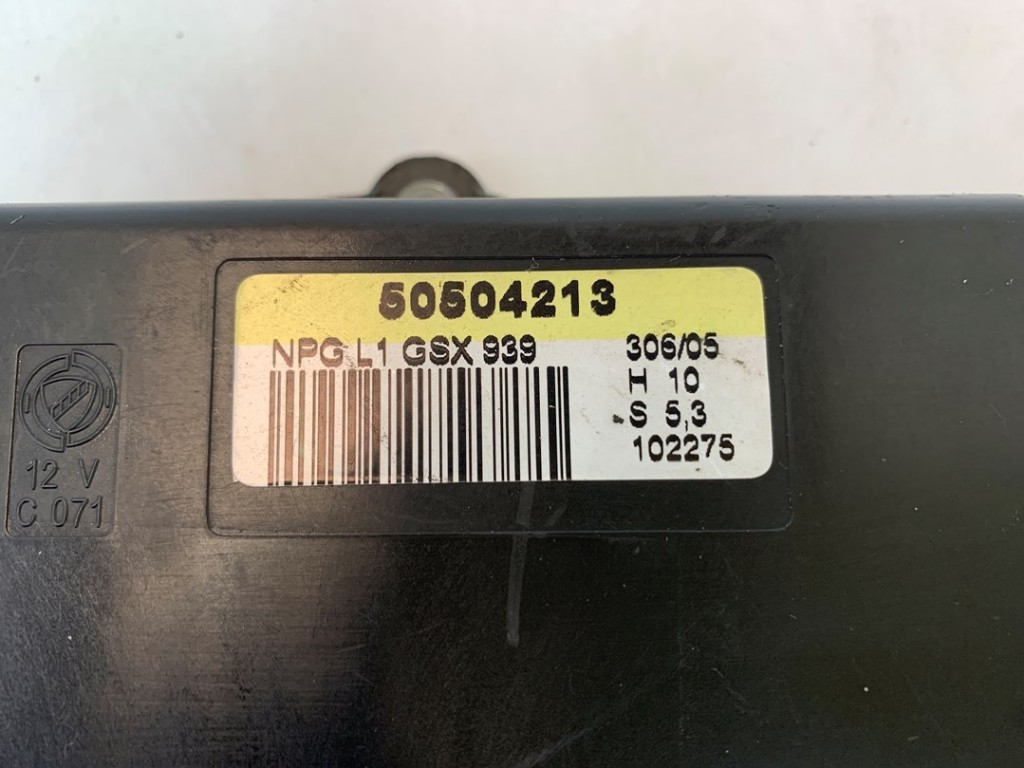 50504213
NPG L1 GSX 939
306/05
H 10
S 5,3
102275
12 V
C 071